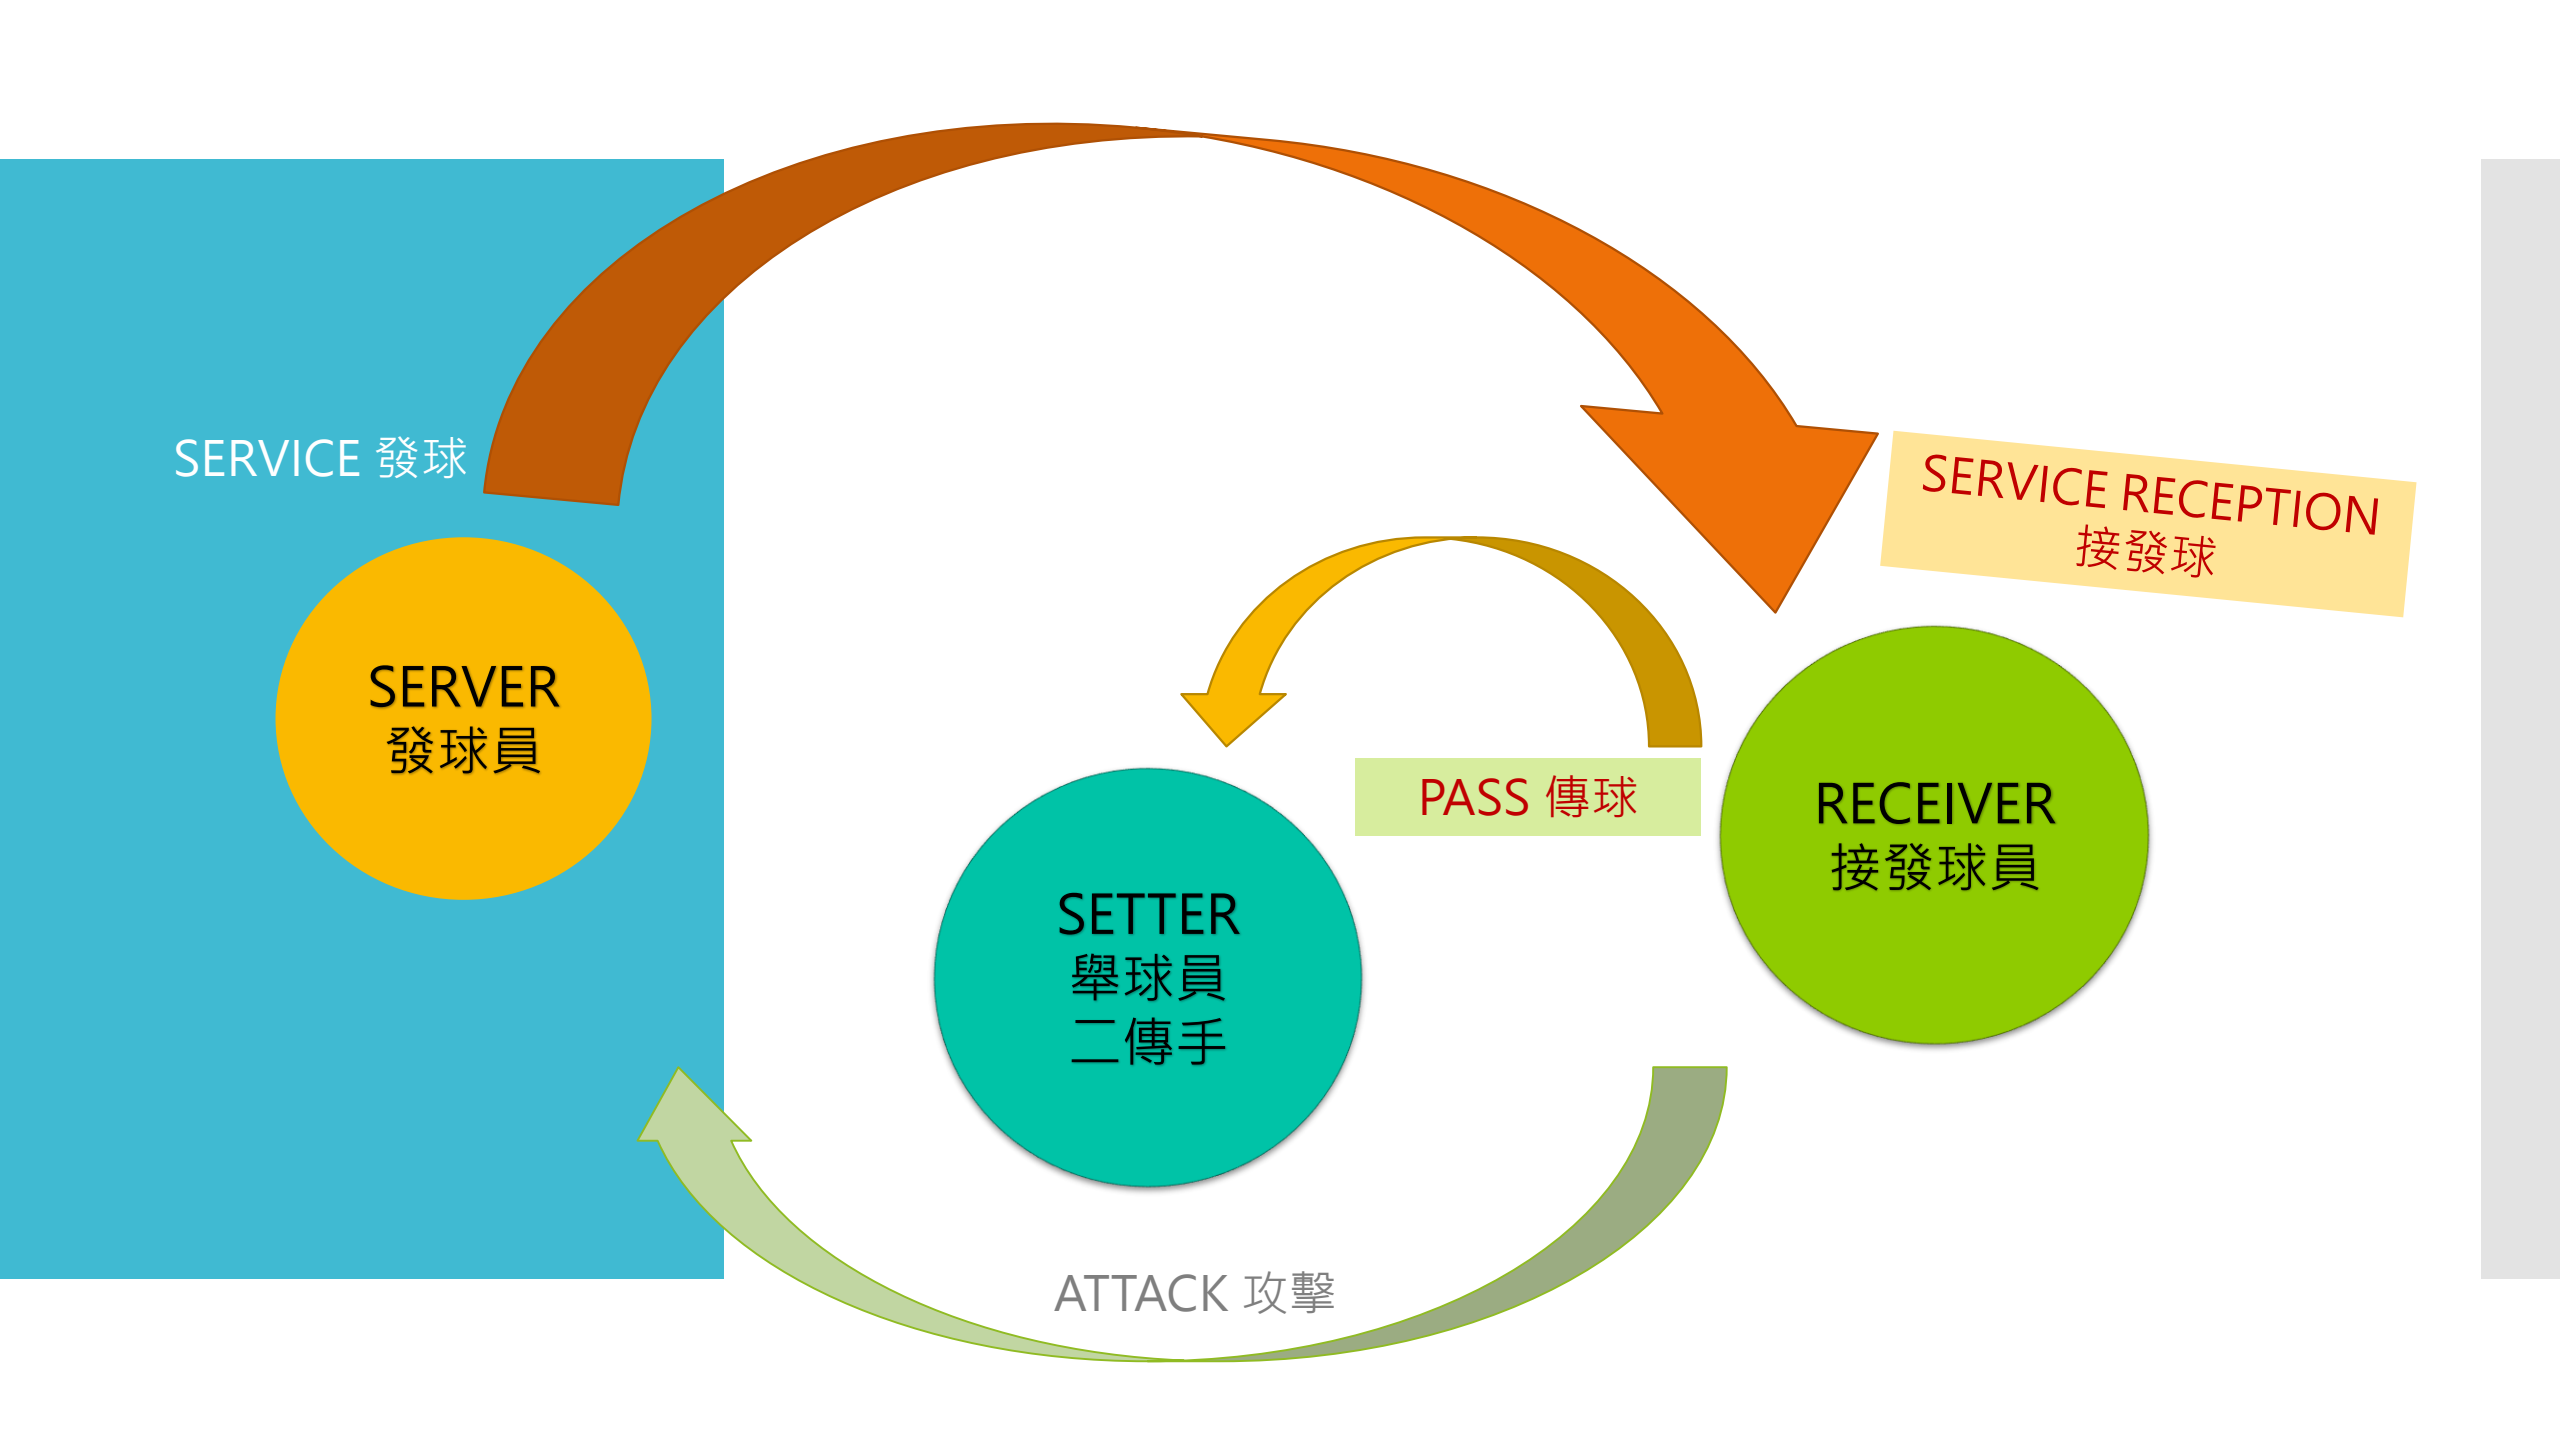 SERVICE 發球
SERVICE RECEPTION
接發球
SERVER
發球員
PASS 傳球
RECEIVER
接發球員
SETTER
舉球員
二傳手
ATTACK 攻擊